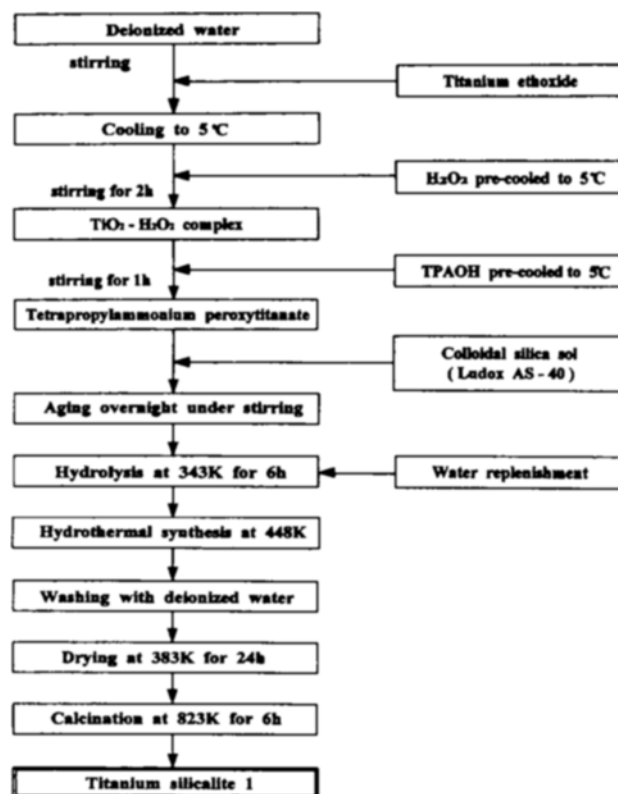 Deionized water
stirring
Titanium ethoxide
Cooling to 5℃
H₂O₂ pre-cooled to 5℃
stirring for 2h
TiO₂ - H₂O₂ complex
TPAOH pre-cooled to 5℃
stirring for 1h
Tetrapropylammonium peroxytitanate
Colloidal silica sol
( Ludox AS - 40 )
Aging overnight under stirring
Hydrolysis at 343K for 6h
Water replenishment
Hydrothermal synthesis at 448K
Washing with deionized water
Drying at 383K for 24h
Calcination at 823K for 6h
Titanium silicalite 1